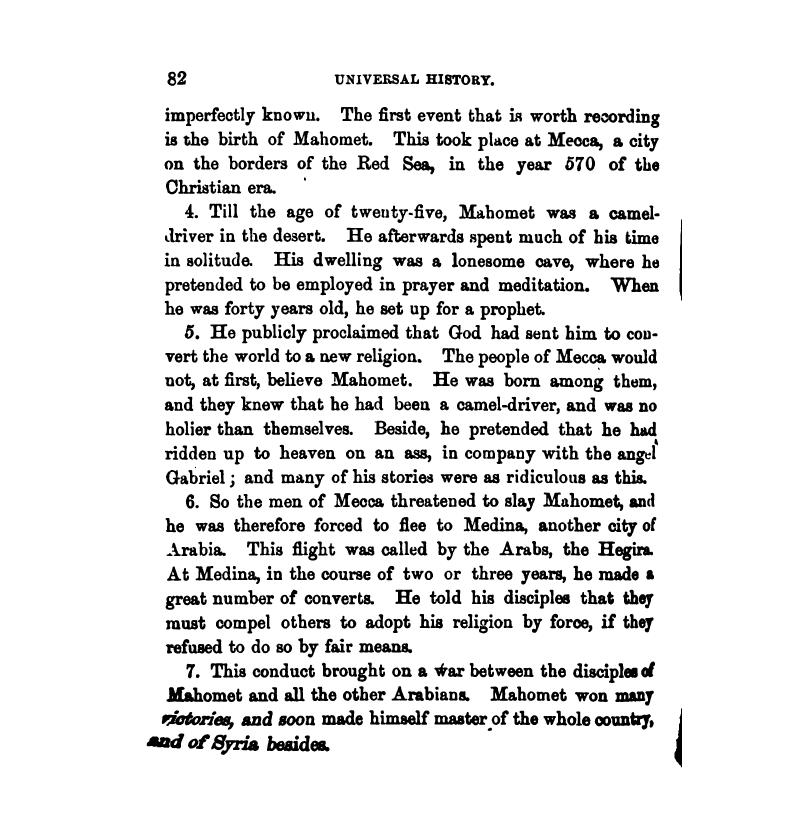 82 UNIVERSAL HISTORY.
imperfectly known. The first event that is worth recording
is the birth of Mahomet. This took place at Mecca, a city
on the borders of the Red Sea, in the year 570 of the
Christian era.
4. Till the age of twenty-five, Mahomet was a camel-
driver in the desert. He afterwards spent much of his time
in solitude. His dwelling was a lonesome cave, where he
pretended to be employed in prayer and meditation. When
he was forty years old, he set up for a prophet.
5. He publicly proclaimed that God had sent him to con-
vert the world to a new religion. The people of Mecca would
not, at first, believe Mahomet. He was born among them,
and they knew that he had been a camel-driver, and was no
holier than themselves. Beside, he pretended that he had
ridden up to heaven on an ass, in company with the angel
Gabriel; and many of his stories were as ridiculous as this.
6. So the men of Mecca threatened to slay Mahomet, and
he was therefore forced to flee to Medina, another city of
Arabia. This flight was called by the Arabs, the Hegira.
At Medina, in the course of two or three years, he made a
great number of converts. He told his disciples that they
must compel others to adopt his religion by force, if they
refused to do so by fair means.
7. This conduct brought on a war between the disciples of
Mahomet and all the other Arabians. Mahomet won many
victories, and soon made himself master of the whole country,
and of Syria besides.